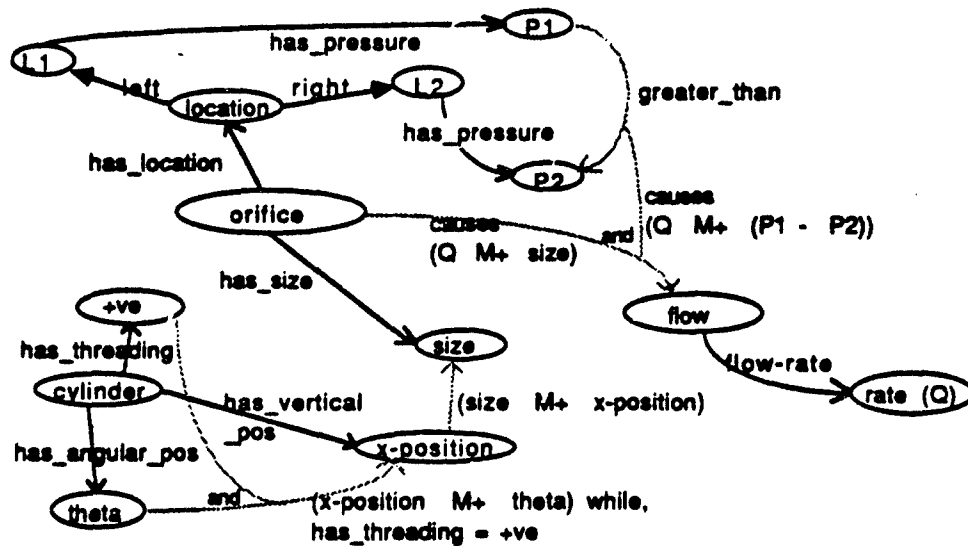 P1
has_pressure
L1
left
right
L2
greater_than
location
has_pressure
has_location
P2
orifice
causes
(Q M+ size)
and
causes
(Q M+ (P1 - P2))
has_size
+ve
flow
has_threading
size
flow-rate
cylinder
has_vertical
_pos
(size M+ x-position)
rate (Q)
has_angular_pos
x-position
theta
and
(x-position M+ theta) while,
has_threading = +ve